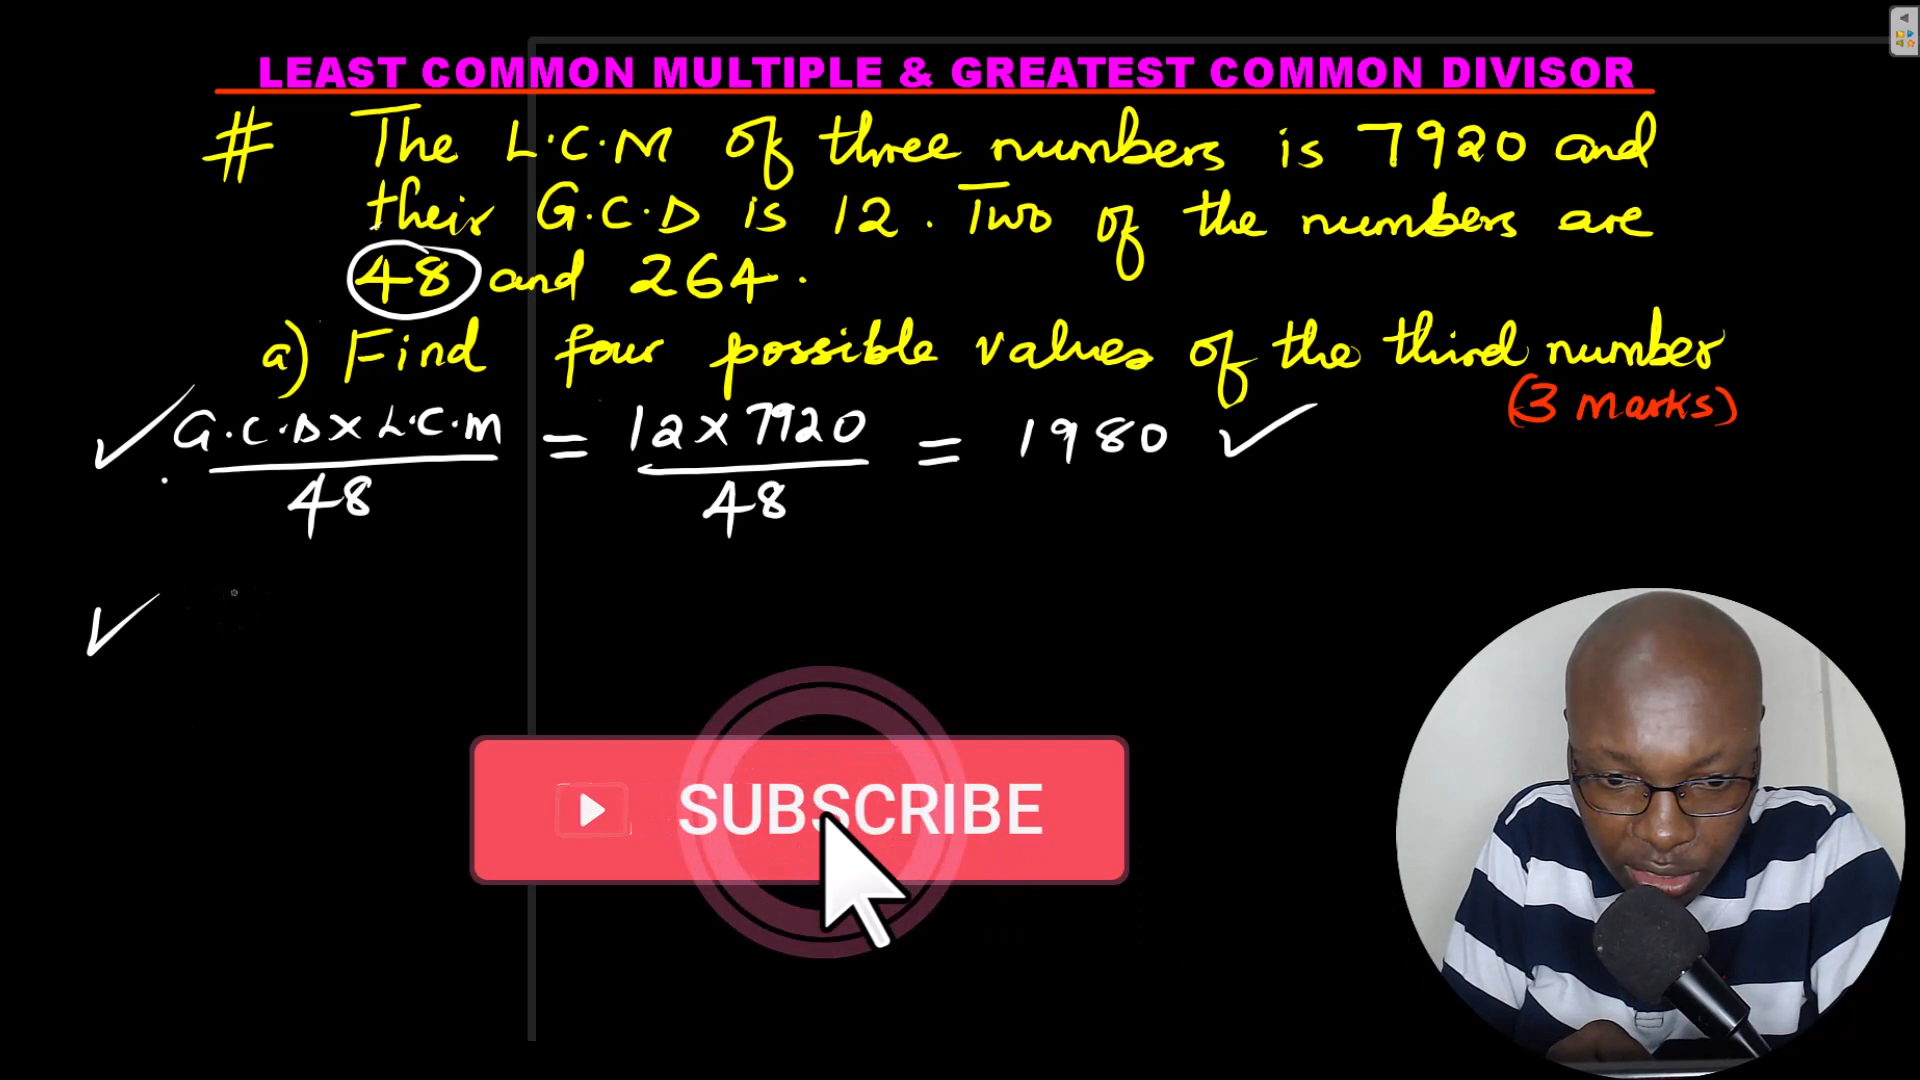 LEAST COMMON MULTIPLE & GREATEST COMMON DIVISOR
# The L.C.M of three numbers is 7920 and
their G.C.D is 12. Two of the numbers are
48 and 264.
a) Find four possible values of the third number
(3 marks)
✓ G.C.D x L.C.M / 48 = 12 x 7920 / 48 = 1980 ✓
✓
SUBSCRIBE